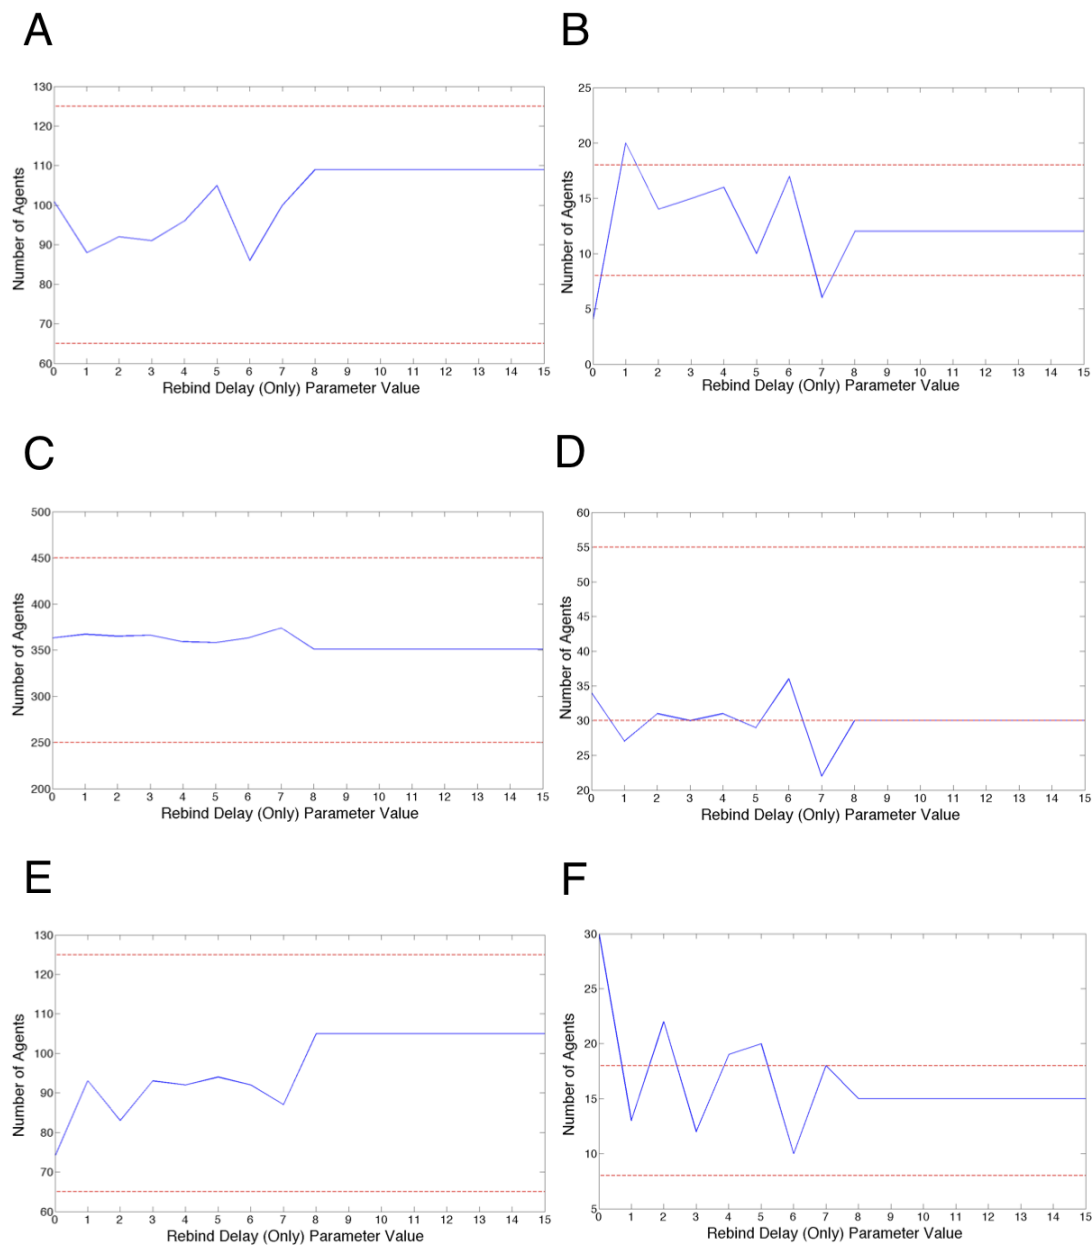 A
130
120
110
100
90
80
70
60
Number of Agents
0 1 2 3 4 5 6 7 8 9 10 11 12 13 14 15
Rebind Delay (Only) Parameter Value
B
25
20
15
10
5
0
Number of Agents
0 1 2 3 4 5 6 7 8 9 10 11 12 13 14 15
Rebind Delay (Only) Parameter Value
C
500
450
400
350
300
250
200
Number of Agents
0 1 2 3 4 5 6 7 8 9 10 11 12 13 14 15
Rebind Delay (Only) Parameter Value
D
60
55
50
45
40
35
30
25
20
Number of Agents
0 1 2 3 4 5 6 7 8 9 10 11 12 13 14 15
Rebind Delay (Only) Parameter Value
E
130
120
110
100
90
80
70
60
Number of Agents
0 1 2 3 4 5 6 7 8 9 10 11 12 13 14 15
Rebind Delay (Only) Parameter Value
F
30
25
20
15
10
5
Number of Agents
0 1 2 3 4 5 6 7 8 9 10 11 12 13 14 15
Rebind Delay (Only) Parameter Value